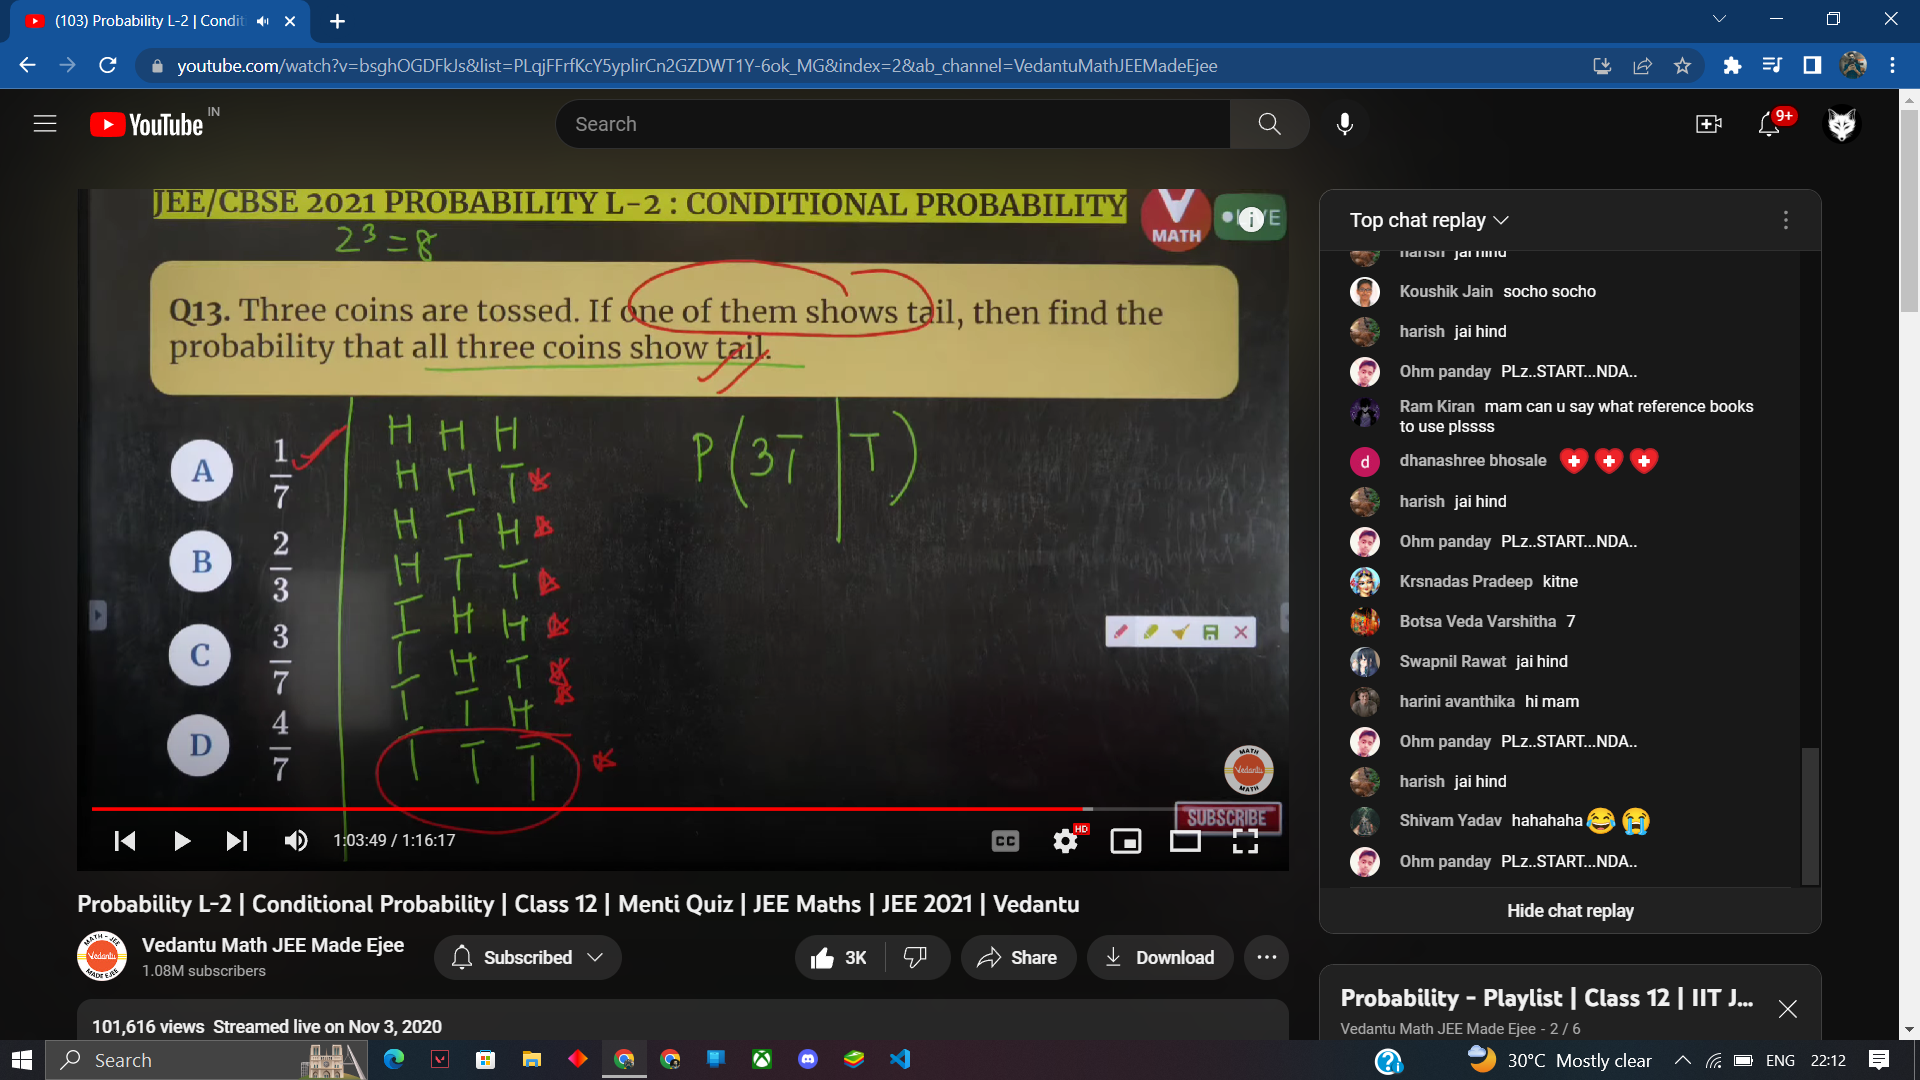 (103) Probability L-2 | Condit
youtube.com/watch?v=bsghOGDFkJs&list=PLqjFFrfKcY5yplirCn2GZDWT1Y-6ok_MG&index=2&ab_channel=VedantuMathJEEMadeEjee
YouTube IN
Search
9+
JEE/CBSE 2021 PROBABILITY L-2 : CONDITIONAL PROBABILITY
MATH
2³ = 8
Q13. Three coins are tossed. If one of them shows tail, then find the
probability that all three coins show tail.
A 1/7
B 2/3
C 3/7
D 4/7
H H H
H H T
H T H
H T T
T H H
T H T
T T H
T T T
P(3T | T)
MATH
Vedantu
SUBSCRIBE
1:03:49 / 1:16:17
CC
HD
Top chat replay
harish jai hind
Koushik Jain socho socho
harish jai hind
Ohm panday PLz..START...NDA..
Ram Kiran mam can u say what reference books
to use plssss
d dhanashree bhosale
harish jai hind
Ohm panday PLz..START...NDA..
Krsnadas Pradeep kitne
Botsa Veda Varshitha 7
Swapnil Rawat jai hind
harini avanthika hi mam
Ohm panday PLz..START...NDA..
harish jai hind
Shivam Yadav hahahaha😂😭
Ohm panday PLz..START...NDA..
Hide chat replay
Probability L-2 | Conditional Probability | Class 12 | Menti Quiz | JEE Maths | JEE 2021 | Vedantu
MATH - JEE
Vedantu
MADE EJEE
Vedantu Math JEE Made Ejee
1.08M subscribers
Subscribed
3K
Share
Download
101,616 views Streamed live on Nov 3, 2020
Probability - Playlist | Class 12 | IIT J...
Vedantu Math JEE Made Ejee - 2 / 6
Search
30°C Mostly clear
ENG
22:12